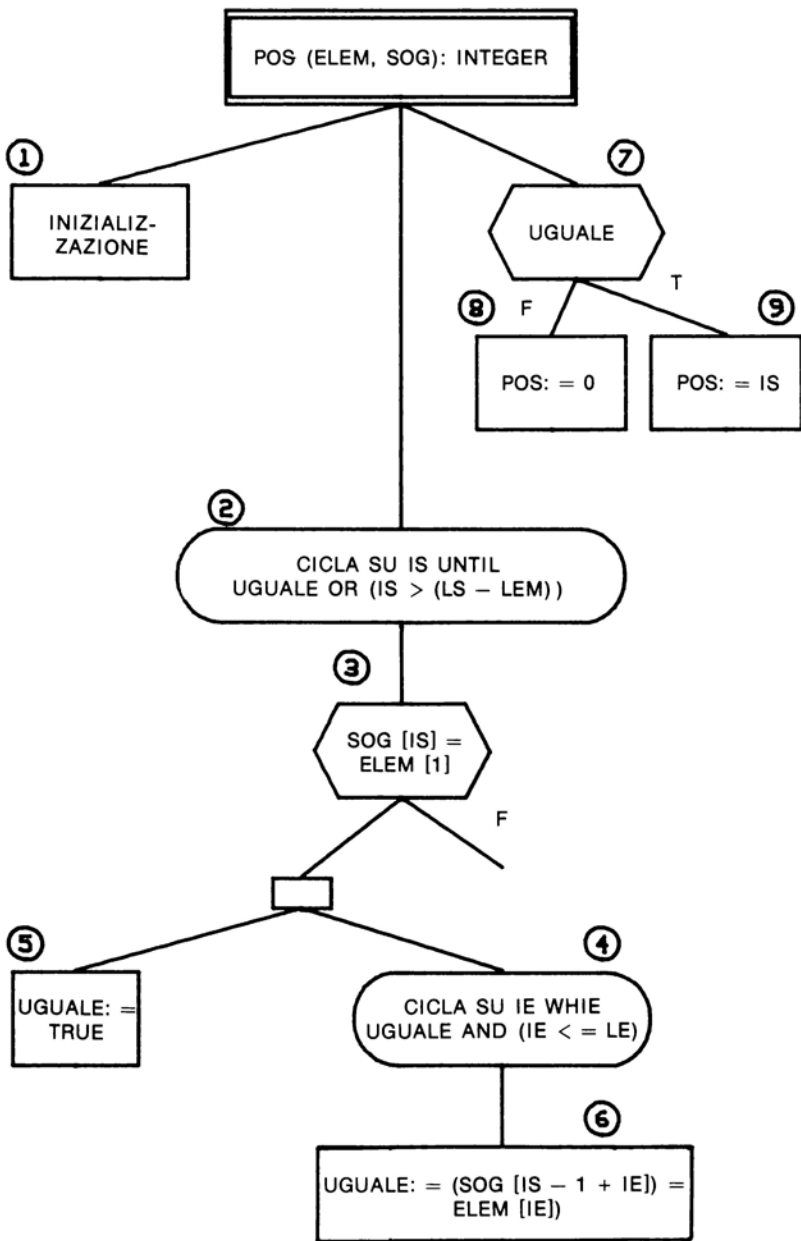 POS (ELEM, SOG): INTEGER
1
7
INIZIALIZ-
ZAZIONE
UGUALE
8
F
T
9
POS: = 0
POS: = IS
2
CICLA SU IS UNTIL
UGUALE OR (IS > (LS – LEM))
3
SOG [IS] =
ELEM [1]
F
5
4
UGUALE: =
TRUE
CICLA SU IE WHIE
UGUALE AND (IE < = LE)
6
UGUALE: = (SOG [IS – 1 + IE]) =
ELEM [IE])